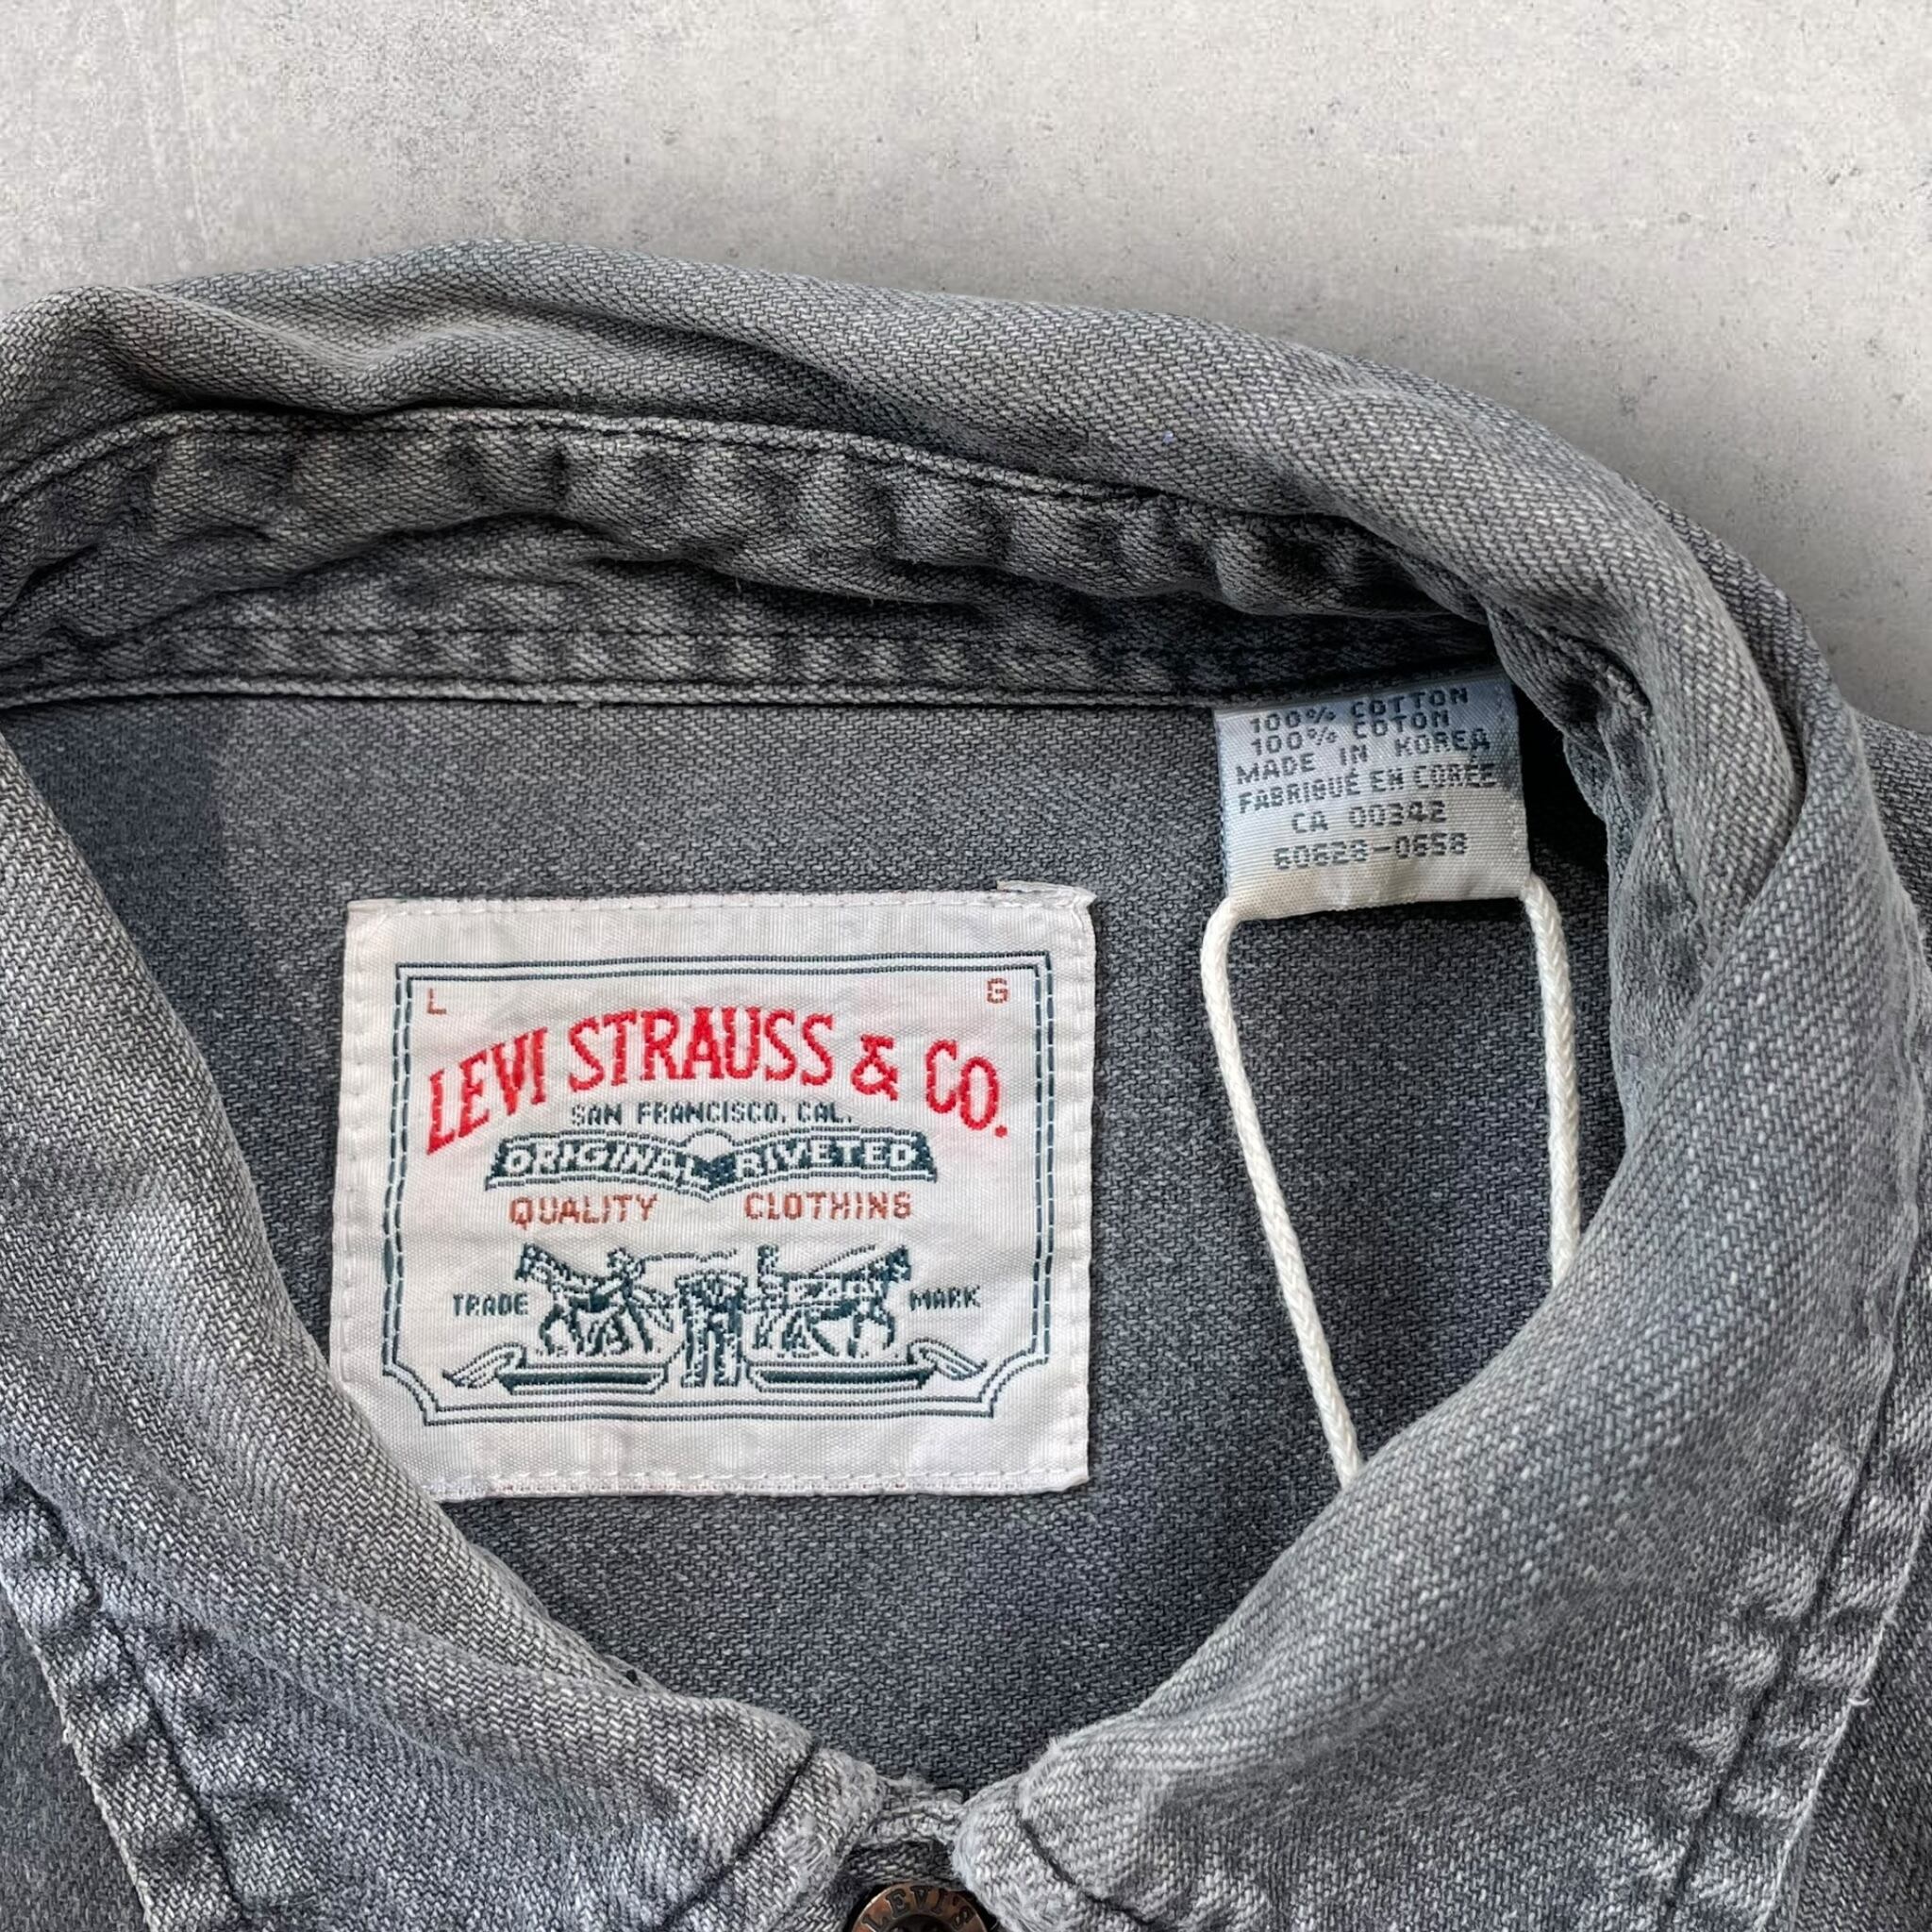 100% COTTON
100% COTON
MADE IN KOREA
FABRIQUÉ EN CORÉE
CA 00342
60628-0658
L G
LEVI STRAUSS & CO.
SAN FRANCISCO, CAL.
ORIGINAL RIVETED
QUALITY CLOTHING
TRADE MARK
LEVI'S